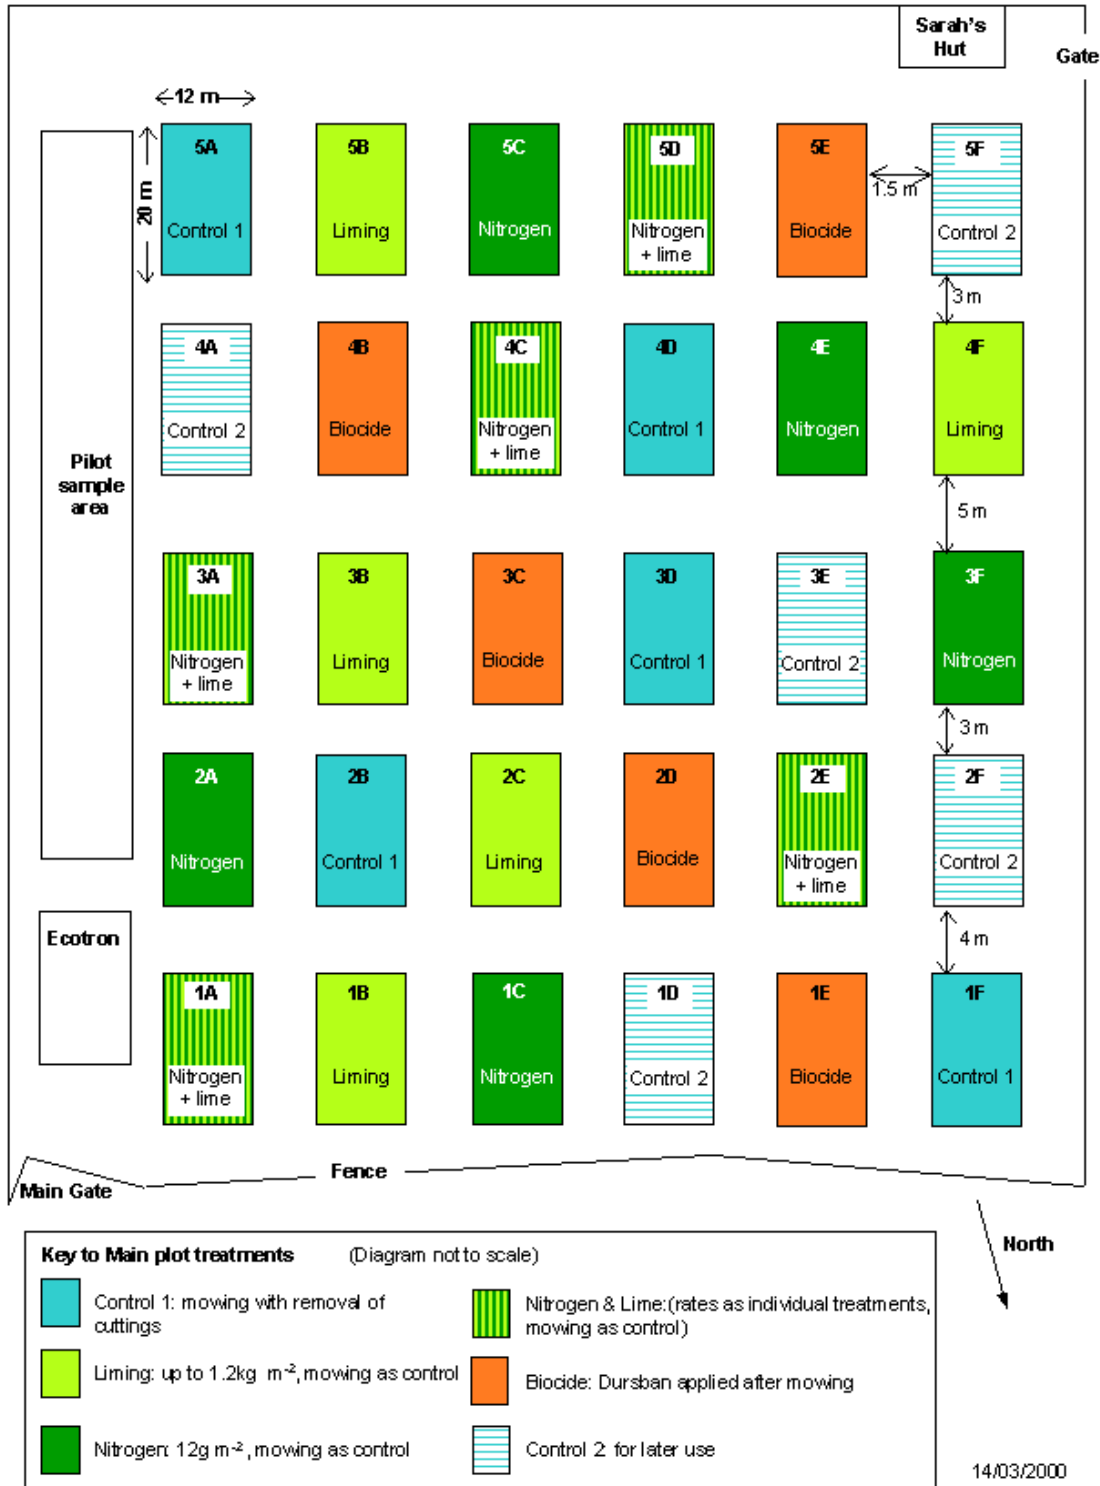 Sarah's
Hut
Gate
12 m
20 m
5A
Control 1
5B
Liming
5C
Nitrogen
5D
Nitrogen
+ lime
5E
Biocide
1.5 m
5F
Control 2
3 m
4A
Control 2
4B
Biocide
4C
Nitrogen
+ lime
4D
Control 1
4E
Nitrogen
4F
Liming
Pilot
sample
area
5 m
3A
Nitrogen
+ lime
3B
Liming
3C
Biocide
3D
Control 1
3E
Control 2
3F
Nitrogen
3 m
2A
Nitrogen
2B
Control 1
2C
Liming
2D
Biocide
2E
Nitrogen
+ lime
2F
Control 2
Ecotron
4 m
1A
Nitrogen
+ lime
1B
Liming
1C
Nitrogen
1D
Control 2
1E
Biocide
1F
Control 1
Fence
Main Gate
North
Key to Main plot treatments (Diagram not to scale)
Control 1: mowing with removal of
cuttings
Liming: up to 1.2kg m⁻², mowing as control
Nitrogen: 12g m⁻², mowing as control
Nitrogen & Lime:(rates as individual treatments,
mowing as control)
Biocide: Dursban applied after mowing
Control 2: for later use
14/03/2000